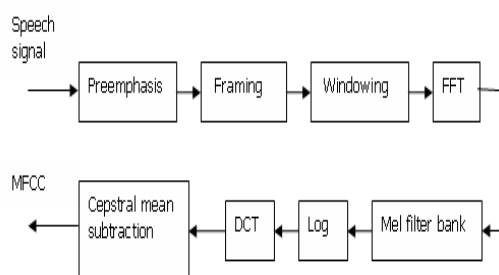 Speech
signal
Preemphasis
Framing
Windowing
FFT
MFCC
Cepstral mean
subtraction
DCT
Log
Mel filter bank